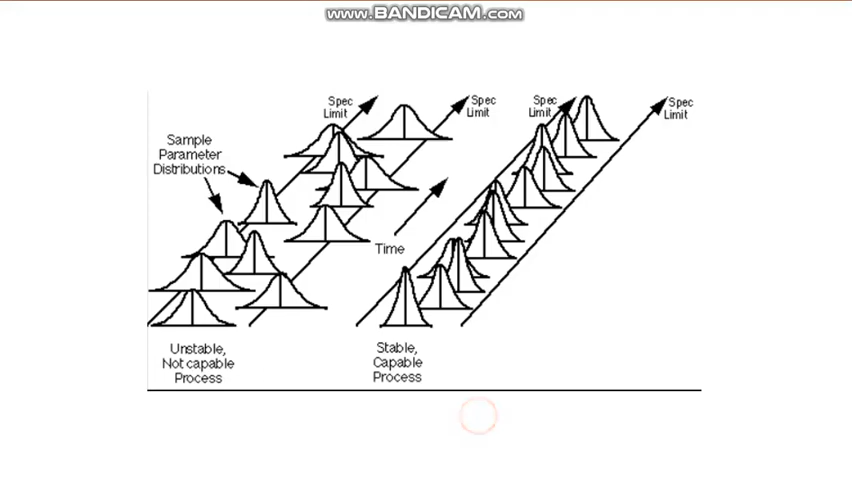 www.BANDICAM.com
Spec
Limit
Spec
Limit
Spec
Limit
Spec
Limit
Sample
Parameter
Distributions
Time
Unstable,
Not capable
Process
Stable,
Capable
Process